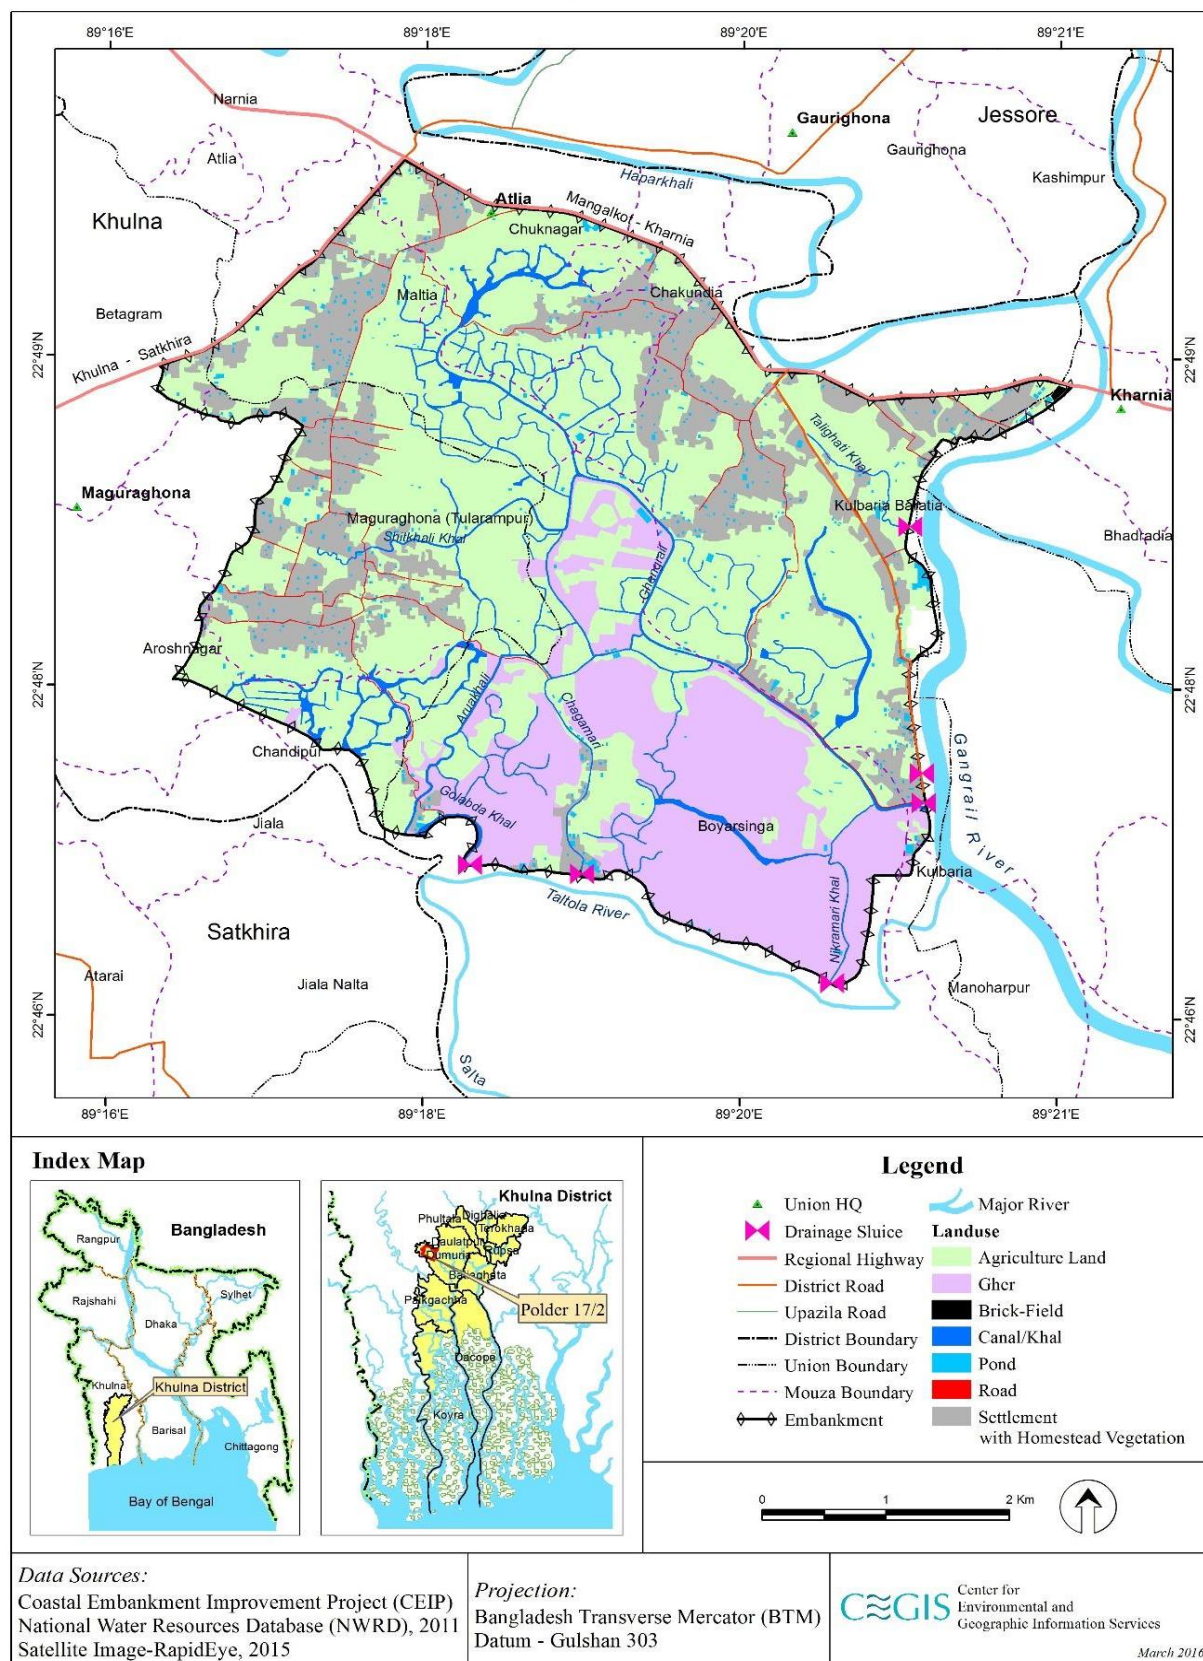 89°16'E
89°18'E
89°20'E
89°21'E
Narnia
Atlia
Gaurighona
Jessore
Gaurighona
Kashimpur
Haparkhali
Khulna
Atlia
Mangalkot - Kharnia
Chuknagar
Maltia
Chakundia
Betagram
Khulna - Satkhira
22°49'N
22°49'N
Kharnia
Talighati Khal
Maguraghona
Kulbaria Baratia
Maguraghona (Tularampur)
Shitkhali Khal
Bhadradia
Ghangrail
Aroshnagar
22°48'N
22°48'N
Aruakhali
Chagamari
Chandipur
Gangrail River
Golabda Khal
Jiala
Boyarsinga
Kulbaria
Taltola River
Satkhira
Nikramari Khal
Atarai
Jiala Nalta
Manoharpur
22°46'N
22°46'N
Salta
89°16'E
89°18'E
89°20'E
89°21'E
Index Map
Bangladesh
Rangpur
Rajshahi
Sylhet
Dhaka
Khulna
Khulna District
Barisal
Chittagong
Bay of Bengal
Khulna District
Phultala
Dighalia
Terokhada
Daulatpur
Dumuria
Rupsa
Batiaghata
Paikgachha
Polder 17/2
Dacope
Koyra
Legend
Union HQ
Drainage Sluice
Regional Highway
District Road
Upazila Road
District Boundary
Union Boundary
Mouza Boundary
Embankment
Major River
Landuse
Agriculture Land
Gher
Brick-Field
Canal/Khal
Pond
Road
Settlement
with Homestead Vegetation
0 1 2 Km
Data Sources:
Coastal Embankment Improvement Project (CEIP)
National Water Resources Database (NWRD), 2011
Satellite Image-RapidEye, 2015
Projection:
Bangladesh Transverse Mercator (BTM)
Datum - Gulshan 303
CEGIS
Center for
Environmental and
Geographic Information Services
March 2016